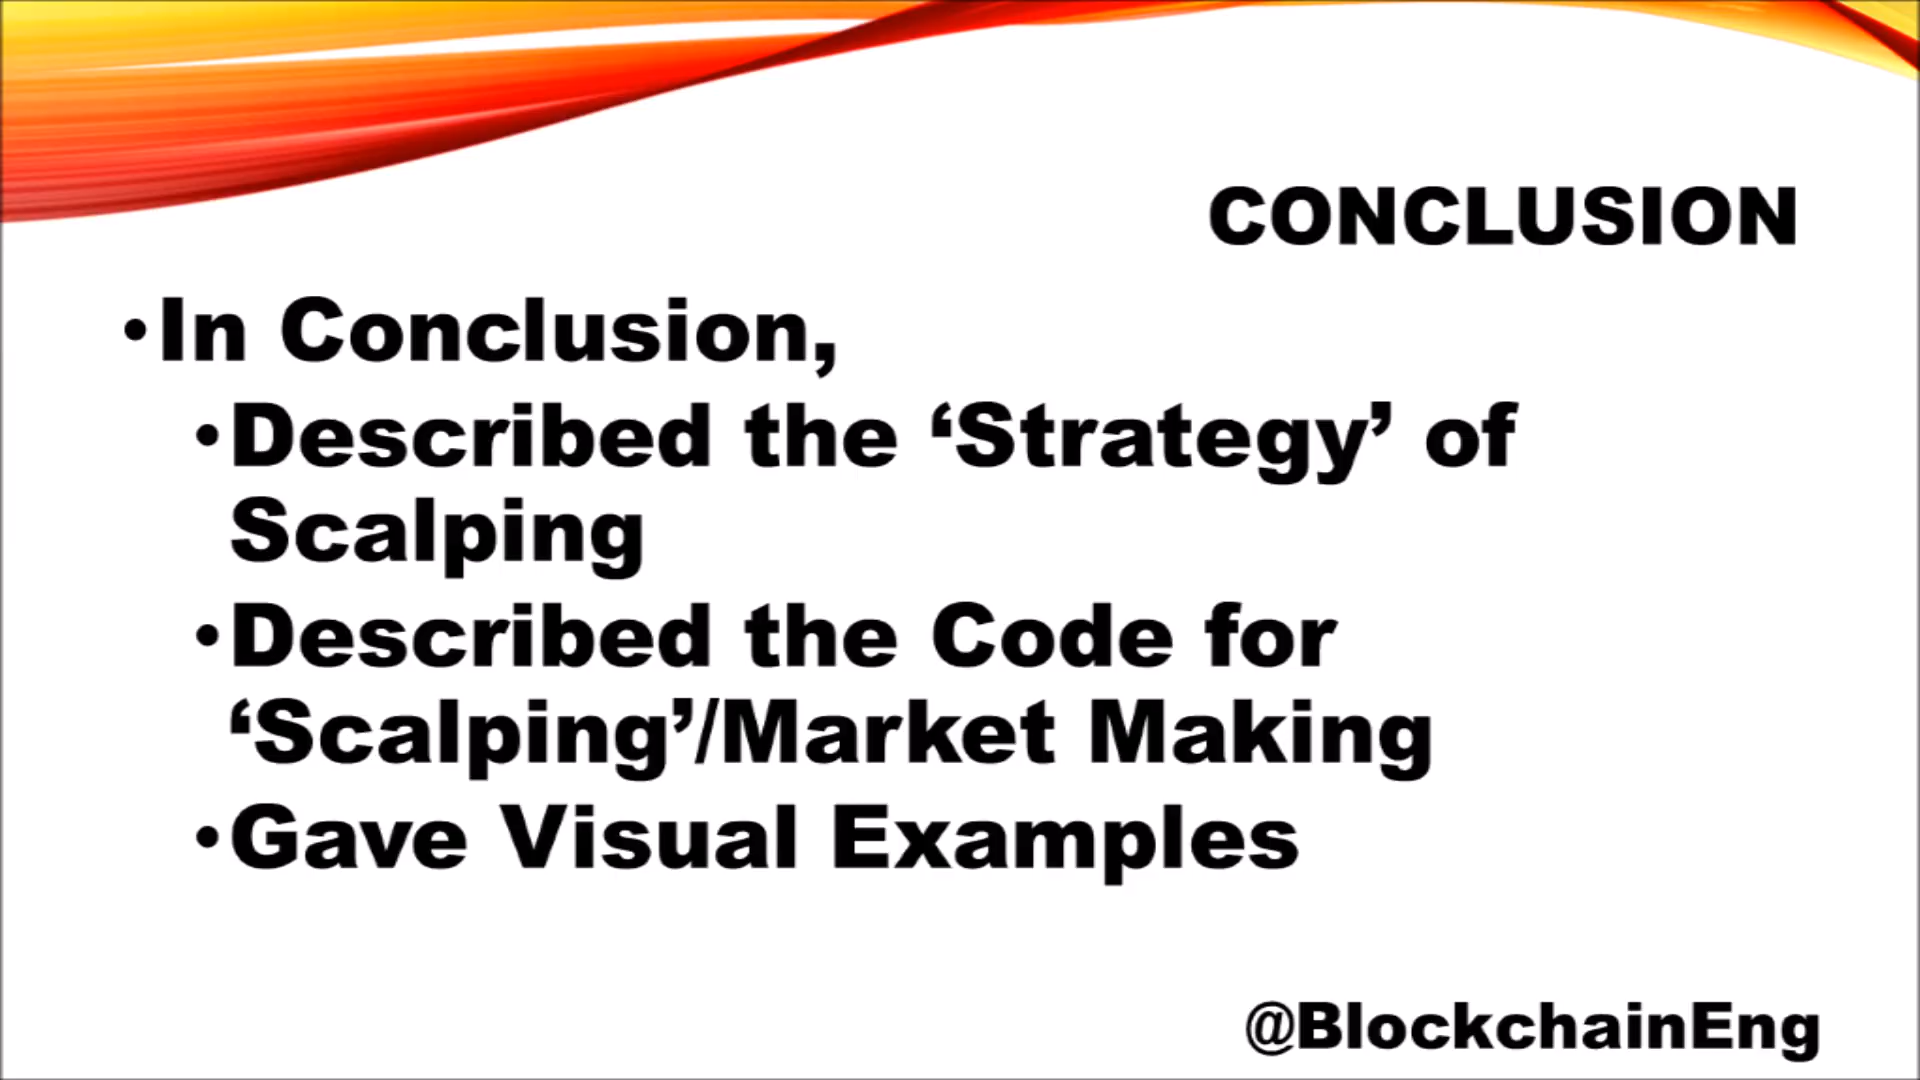 CONCLUSION
•In Conclusion,
•Described the ‘Strategy’ of
Scalping
•Described the Code for
‘Scalping’/Market Making
•Gave Visual Examples
@BlockchainEng